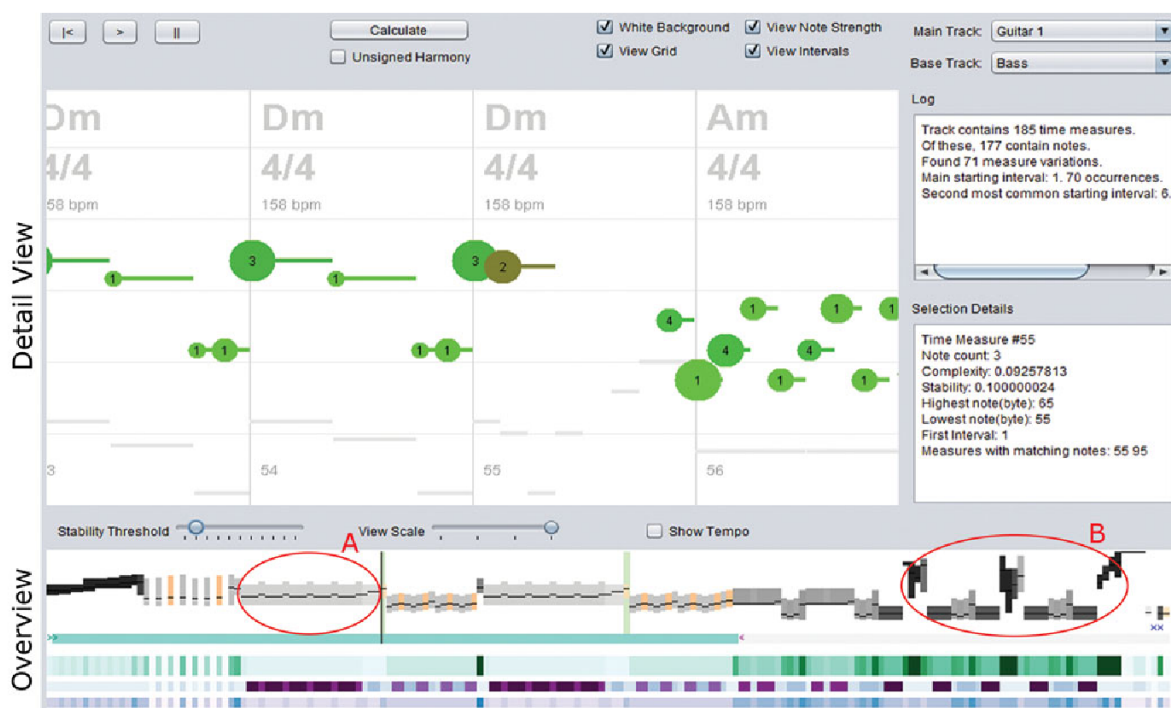 |<
>
||
Calculate
Unsigned Harmony
White Background
View Note Strength
View Grid
View Intervals
Main Track: Guitar 1
Base Track: Bass
Detail View
Dm Dm Dm Am
4/4 4/4 4/4 4/4
158 bpm 158 bpm 158 bpm 158 bpm
3 3 2
1 1
1 1 1
4
1 1 1 1 4 4
1 1 1
3 54 55 56
Log
Track contains 185 time measures.
Of these, 177 contain notes.
Found 71 measure variations.
Main starting interval: 1. 70 occurrences.
Second most common starting interval: 6.
Selection Details
Time Measure #55
Note count: 3
Complexity: 0.09257813
Stability: 0.100000024
Highest note(byte): 65
Lowest note(byte): 55
First Interval: 1
Measures with matching notes: 55 95
Stability Threshold
View Scale
Show Tempo
Overview
A
B
>>
<
xx